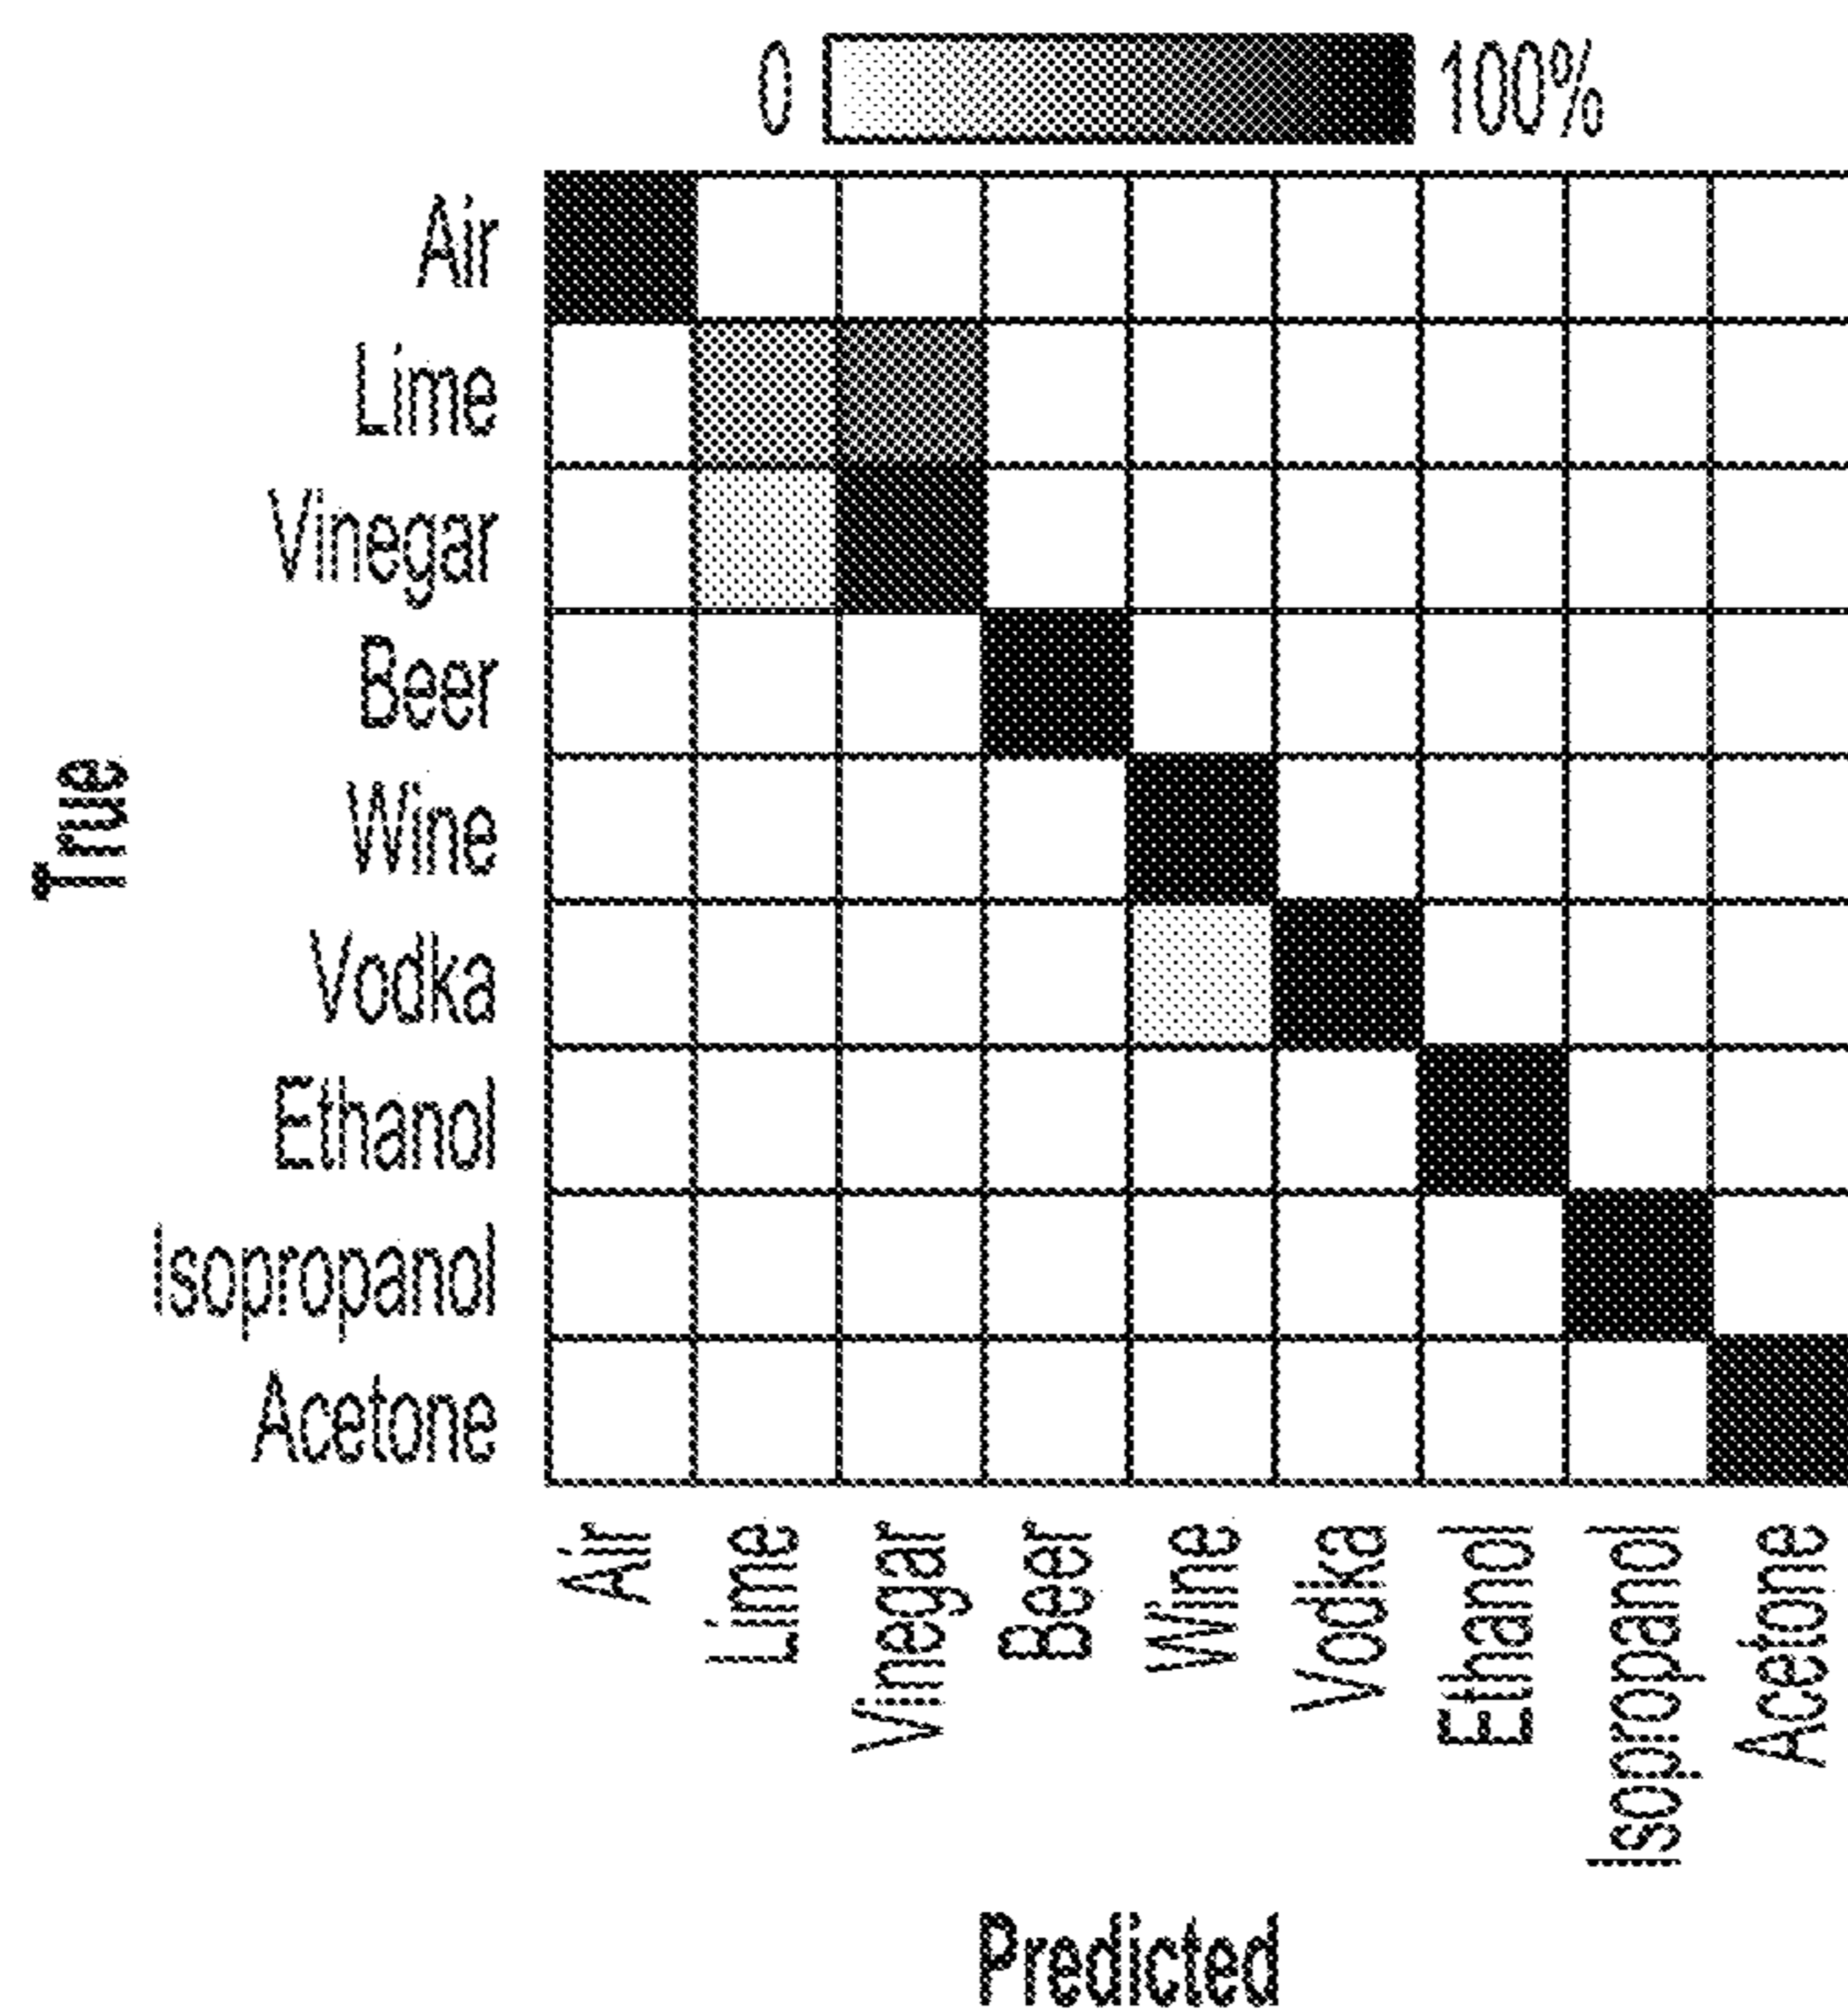 0 100%
Air
Lime
Vinegar
Beer
Wine
Vodka
Ethanol
Isopropanol
Acetone
True
Air
Lime
Vinegar
Beer
Wine
Vodka
Ethanol
Isopropanol
Acetone
Predicted